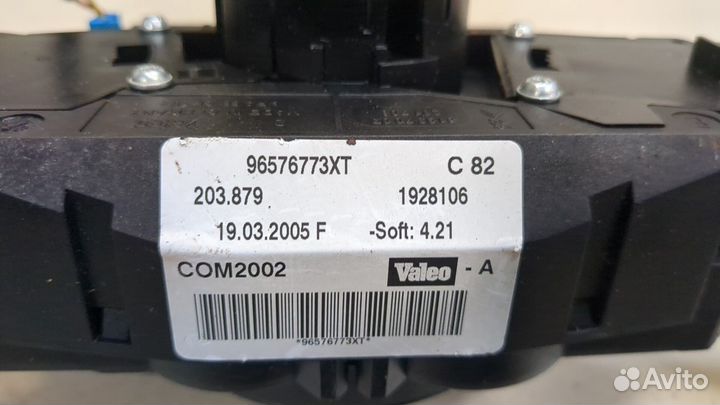 96576773XT C 82
203.879 1928106
19.03.2005 F -Soft: 4.21
COM2002 Valeo - A
*96576773XT*
Avito